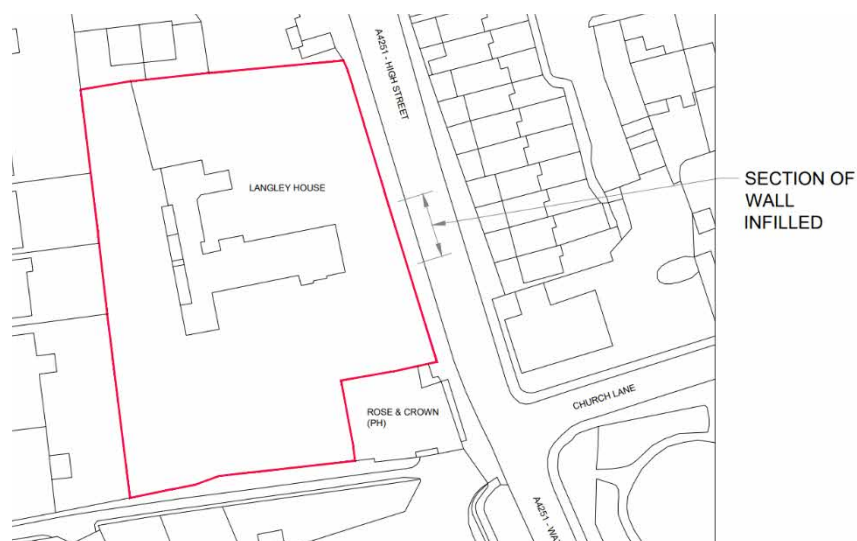 A4251 - HIGH STREET
LANGLEY HOUSE
SECTION OF
WALL
INFILLED
ROSE & CROWN
(PH)
CHURCH LANE
A4251 - WA